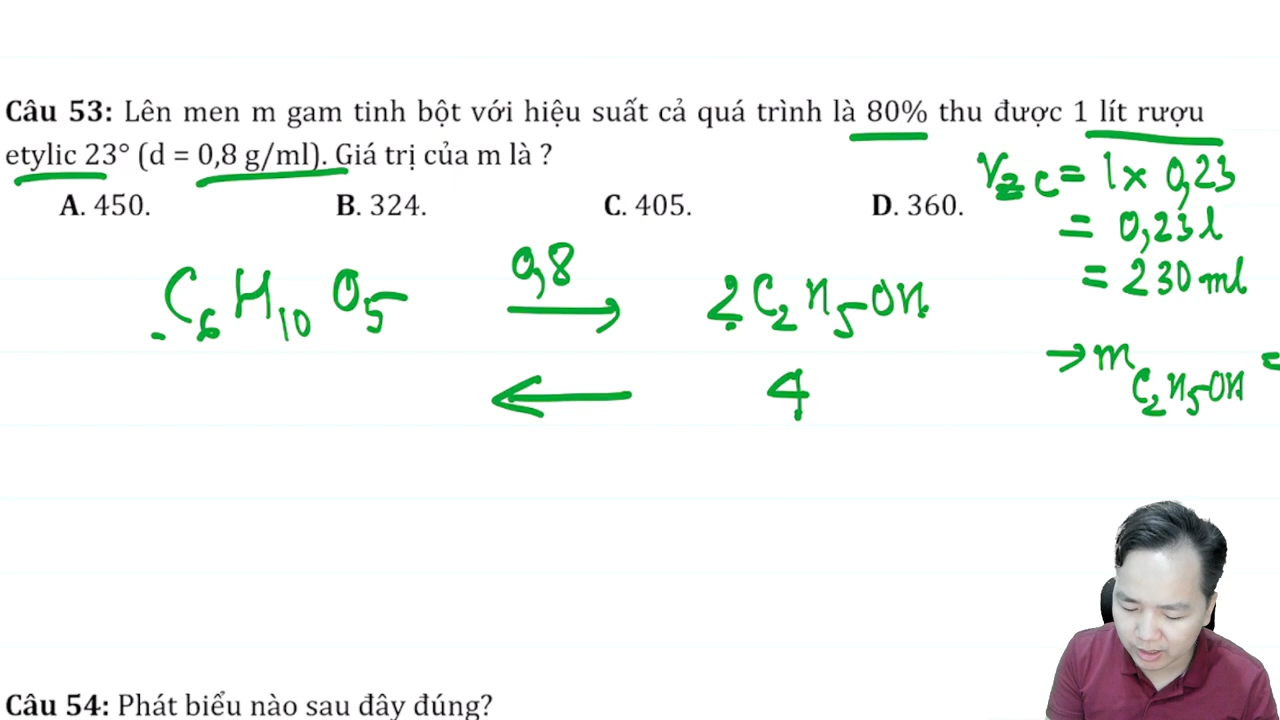 Câu 53: Lên men m gam tinh bột với hiệu suất cả quá trình là 80% thu được 1 lít rượu
etylic 23° (d = 0,8 g/ml). Giá trị của m là ?
A. 450. B. 324. C. 405. D. 360.
= 1 x 0,23
= 0,23 l
= 230 ml
0,8
C6H10O5 → 2C2H5OH
→ m C2H5OH =
← 4
Câu 54: Phát biểu nào sau đây đúng?